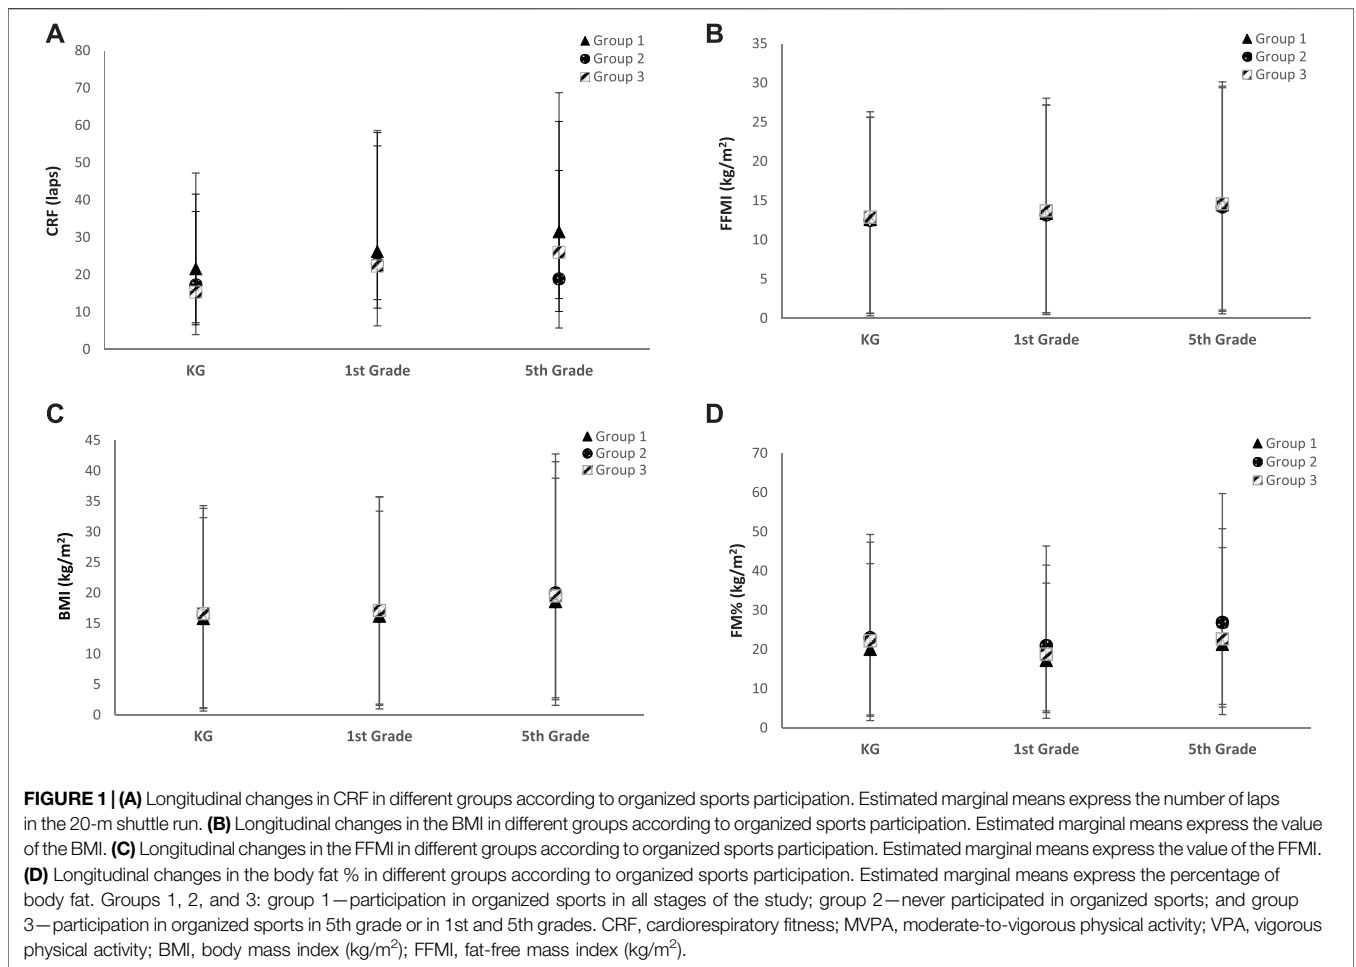 A
Group 1
Group 2
Group 3
80
70
60
50
40
30
20
10
0
CRF (laps)
KG
1st Grade
5th Grade
B
Group 1
Group 2
Group 3
35
30
25
20
15
10
5
0
FFMI (kg/m²)
KG
1st Grade
5th Grade
C
Group 1
Group 2
Group 3
45
40
35
30
25
20
15
10
5
0
BMI (kg/m²)
KG
1st Grade
5th Grade
D
Group 1
Group 2
Group 3
70
60
50
40
30
20
10
0
FM% (kg/m²)
KG
1st Grade
5th Grade
FIGURE 1 | (A) Longitudinal changes in CRF in different groups according to organized sports participation. Estimated marginal means express the number of laps
in the 20-m shuttle run. (B) Longitudinal changes in the BMI in different groups according to organized sports participation. Estimated marginal means express the value
of the BMI. (C) Longitudinal changes in the FFMI in different groups according to organized sports participation. Estimated marginal means express the value of the FFMI.
(D) Longitudinal changes in the body fat % in different groups according to organized sports participation. Estimated marginal means express the percentage of
body fat. Groups 1, 2, and 3: group 1—participation in organized sports in all stages of the study; group 2—never participated in organized sports; and group
3—participation in organized sports in 5th grade or in 1st and 5th grades. CRF, cardiorespiratory fitness; MVPA, moderate-to-vigorous physical activity; VPA, vigorous
physical activity; BMI, body mass index (kg/m²); FFMI, fat-free mass index (kg/m²).